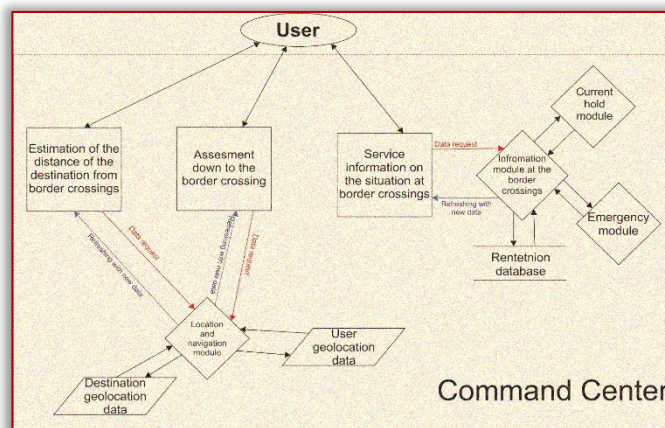 User
Estimation of the
distance of the
destination from
border crossings
Assesment
down to the
border crossing
Service
information on
the situation at
border crossings
Data request
Refreshing with
new data
Information
module at the
border
crossings
Current
hold
module
Emergency
module
Rentetnion
database
Data request
Refreshing with new data
Refreshing with new data
Data request
Location
and
navigation
module
User
geolocation
data
Destination
geolocation
data
Command Center